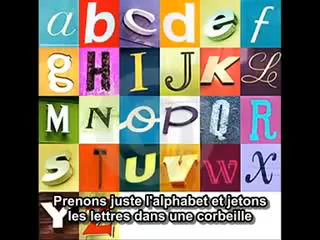 a b c d e f
g H I J K L
M N O P Q R
S T U V W X
Y Z
Prenons juste l'alphabet et jetons
les lettres dans une corbeille